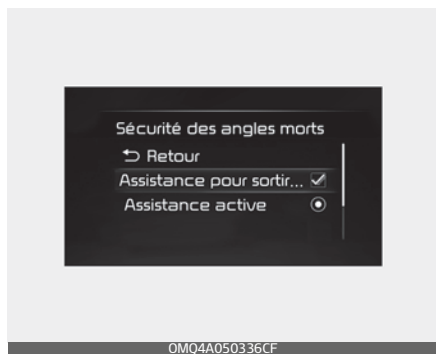 Sécurité des angles morts
Retour
Assistance pour sortir...
Assistance active
OMQ4A050336CF